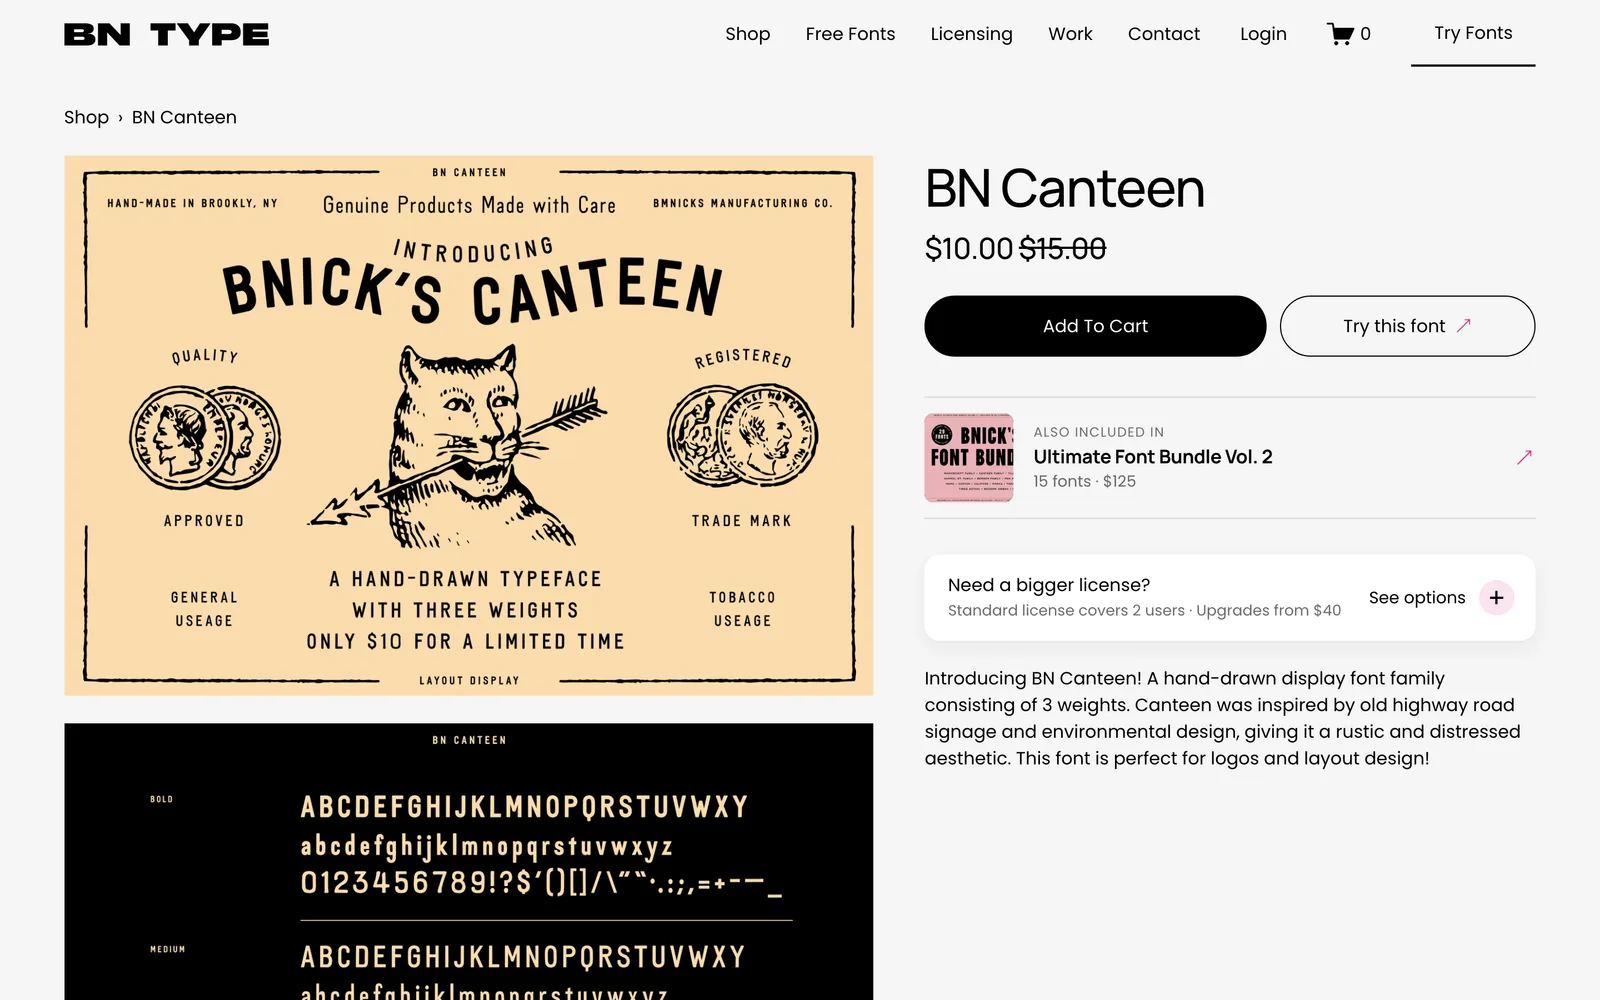 BN TYPE
Shop Free Fonts Licensing Work Contact Login 0 Try Fonts
Shop › BN Canteen
BN CANTEEN
HAND-MADE IN BROOKLY, NY
Genuine Products Made with Care
BMNICKS MANUFACTURING CO.
INTRODUCING
BNICK'S CANTEEN
QUALITY
APPROVED
REGISTERED
TRADE MARK
GENERAL
USEAGE
A HAND-DRAWN TYPEFACE
WITH THREE WEIGHTS
ONLY $10 FOR A LIMITED TIME
TOBACCO
USEAGE
LAYOUT DISPLAY
BN CANTEEN
BOLD
ABCDEFGHIJKLMNOPQRSTUVWXY
abcdefghijklmnopqrstuvwxyz
0123456789!?$'()[]/\"“·.:;,=+-—_
MEDIUM
ABCDEFGHIJKLMNOPQRSTUVWXY
abcdefghijklmnopqrstuvwxyz
BN Canteen
$10.00 $15.00
Add To Cart
Try this font
25
FONTS
BNICK'S
FONT BUND
ALSO INCLUDED IN
Ultimate Font Bundle Vol. 2
15 fonts · $125
Need a bigger license?
Standard license covers 2 users · Upgrades from $40
See options +
Introducing BN Canteen! A hand-drawn display font family
consisting of 3 weights. Canteen was inspired by old highway road
signage and environmental design, giving it a rustic and distressed
aesthetic. This font is perfect for logos and layout design!